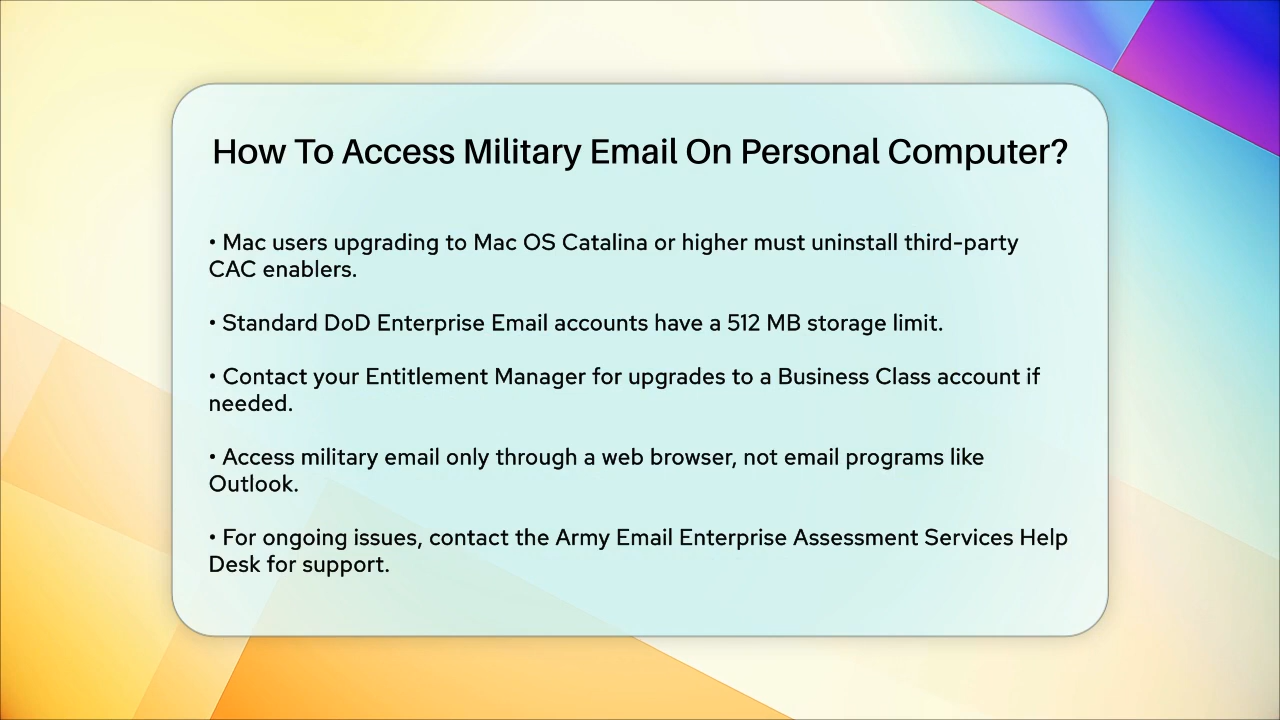 How To Access Military Email On Personal Computer?
• Mac users upgrading to Mac OS Catalina or higher must uninstall third-party
CAC enablers.
• Standard DoD Enterprise Email accounts have a 512 MB storage limit.
• Contact your Entitlement Manager for upgrades to a Business Class account if
needed.
• Access military email only through a web browser, not email programs like
Outlook.
• For ongoing issues, contact the Army Email Enterprise Assessment Services Help
Desk for support.